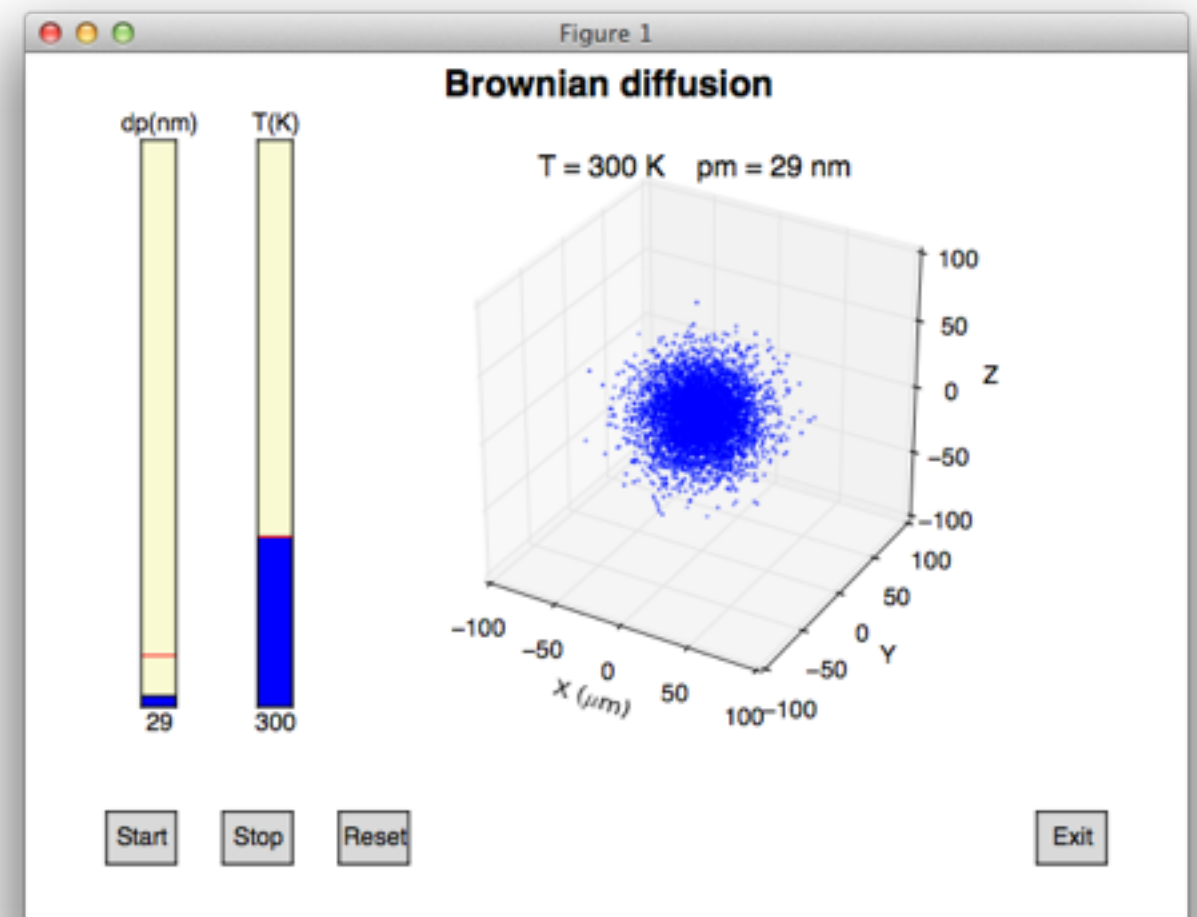 Figure 1
Brownian diffusion
dp(nm) T(K)
T = 300 K pm = 29 nm
100
50
0
Z
−50
−100
100
50
0
Y
−50
−100
−100
−50
0
50
100
X (μm)
29 300
Start Stop Reset Exit